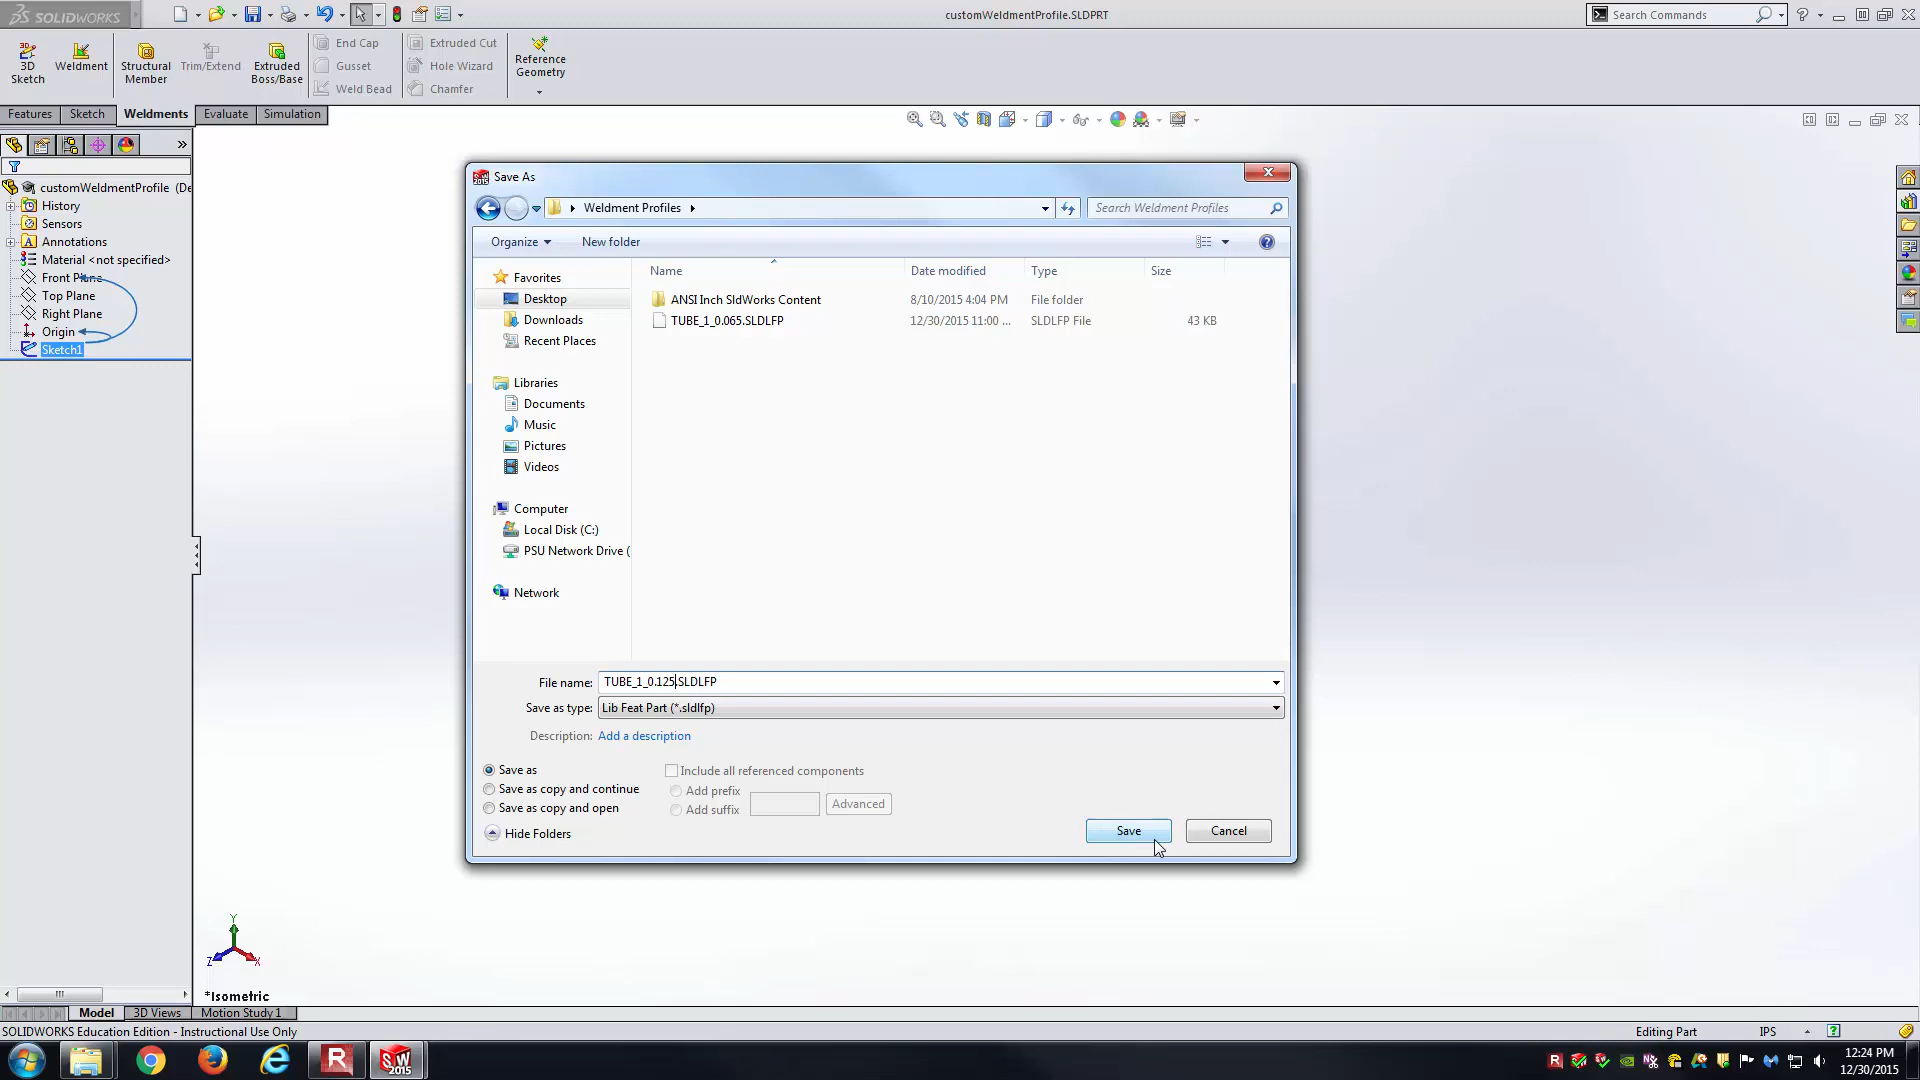 SOLIDWORKS
customWeldmentProfile.SLDPRT
Search Commands
3D Sketch
Weldment
Structural Member
Trim/Extend
Extruded Boss/Base
End Cap
Gusset
Weld Bead
Extruded Cut
Hole Wizard
Chamfer
Reference Geometry
Features
Sketch
Weldments
Evaluate
Simulation
customWeldmentProfile (De
History
Sensors
Annotations
Material <not specified>
Front Plane
Top Plane
Right Plane
Origin
Sketch1
Save As
Weldment Profiles
Search Weldment Profiles
Organize
New folder
Favorites
Desktop
Downloads
Recent Places
Libraries
Documents
Music
Pictures
Videos
Computer
Local Disk (C:)
PSU Network Drive (
Network
Name Date modified Type Size
ANSI Inch SldWorks Content 8/10/2015 4:04 PM File folder
TUBE_1_0.065.SLDLFP 12/30/2015 11:00 ... SLDLFP File 43 KB
File name: TUBE_1_0.125.SLDLFP
Save as type: Lib Feat Part (*.sldlfp)
Description: Add a description
Save as
Save as copy and continue
Save as copy and open
Include all referenced components
Add prefix
Add suffix
Advanced
Hide Folders
Save
Cancel
Y
Z
X
*Isometric
Model
3D Views
Motion Study 1
SOLIDWORKS Education Edition - Instructional Use Only
Editing Part
IPS
12:24 PM
12/30/2015